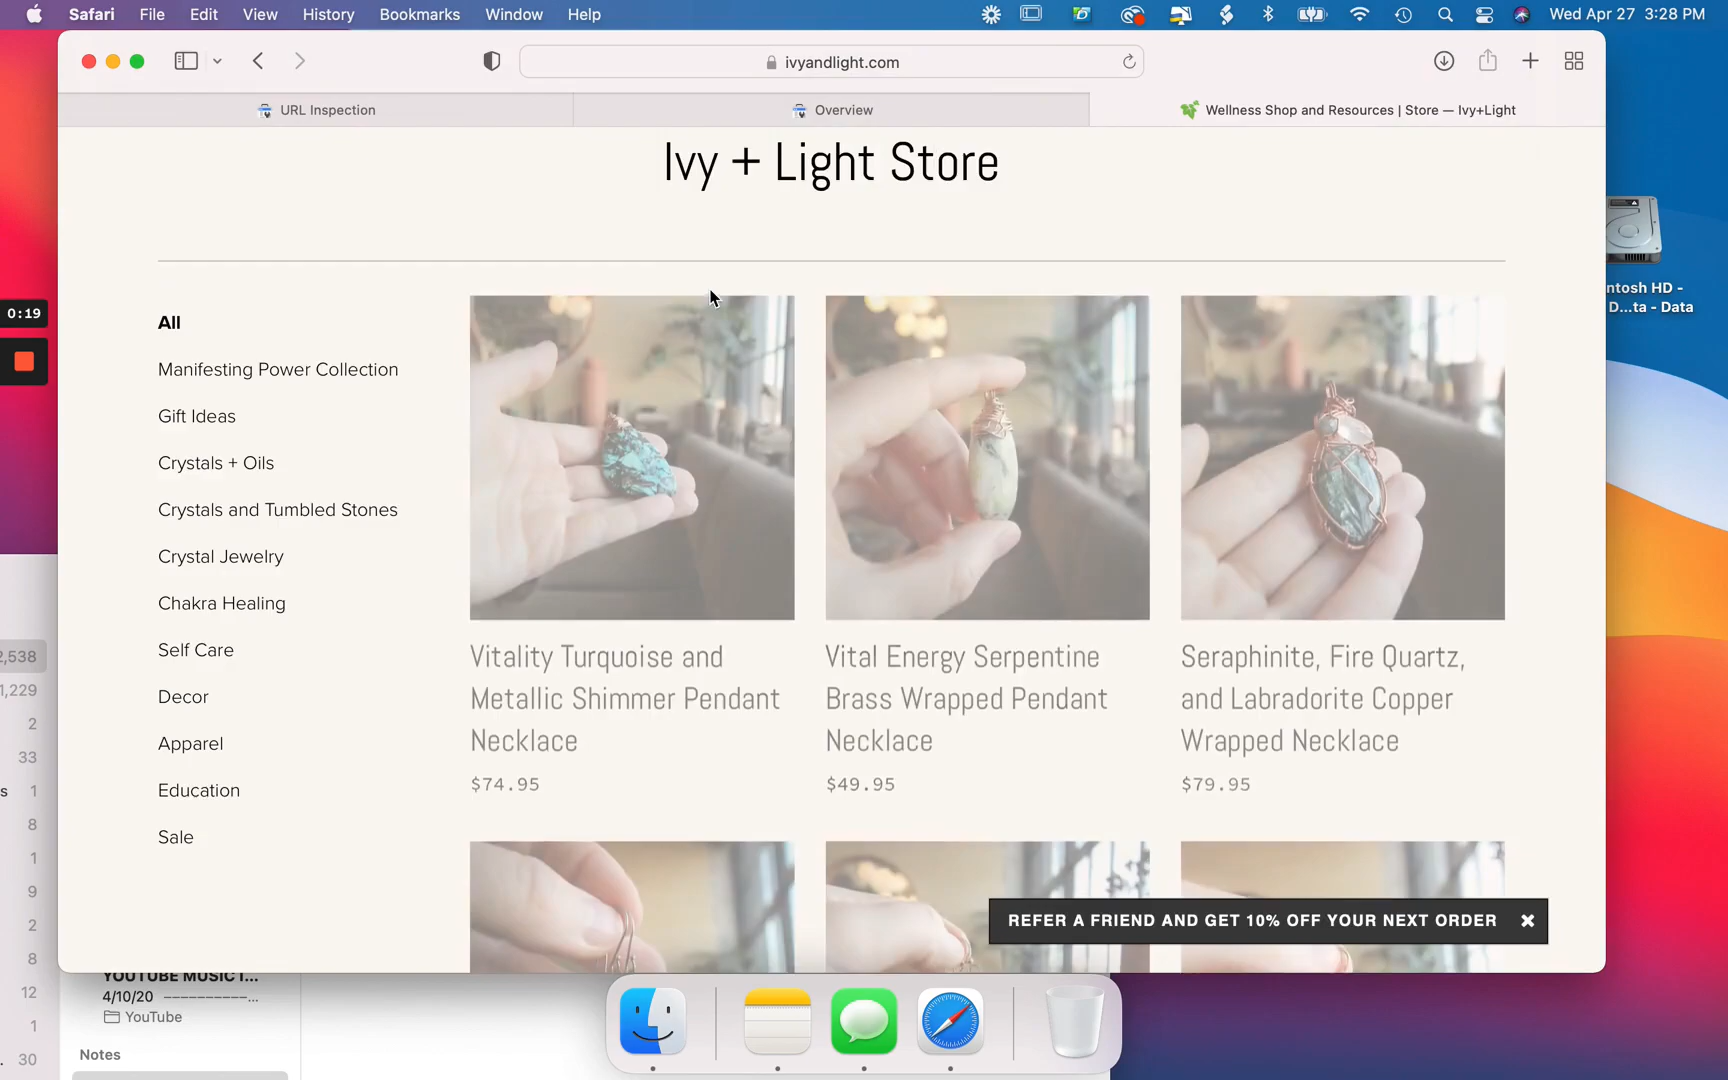 Safari File Edit View History Bookmarks Window Help Wed Apr 27 3:28 PM
ivyandlight.com
URL Inspection Overview Wellness Shop and Resources | Store — Ivy+Light
Ivy + Light Store
0:19
ntosh HD -
D...ta - Data
All
Manifesting Power Collection
Gift Ideas
Crystals + Oils
Crystals and Tumbled Stones
Crystal Jewelry
Chakra Healing
Self Care
Decor
Apparel
Education
Sale
Vitality Turquoise and
Metallic Shimmer Pendant
Necklace
$74.95
Vital Energy Serpentine
Brass Wrapped Pendant
Necklace
$49.95
Seraphinite, Fire Quartz,
and Labradorite Copper
Wrapped Necklace
$79.95
REFER A FRIEND AND GET 10% OFF YOUR NEXT ORDER
2,538
1,229
2
33
s 1
8
1
9
2
8
12
1
30
4/10/20
YouTube
Notes